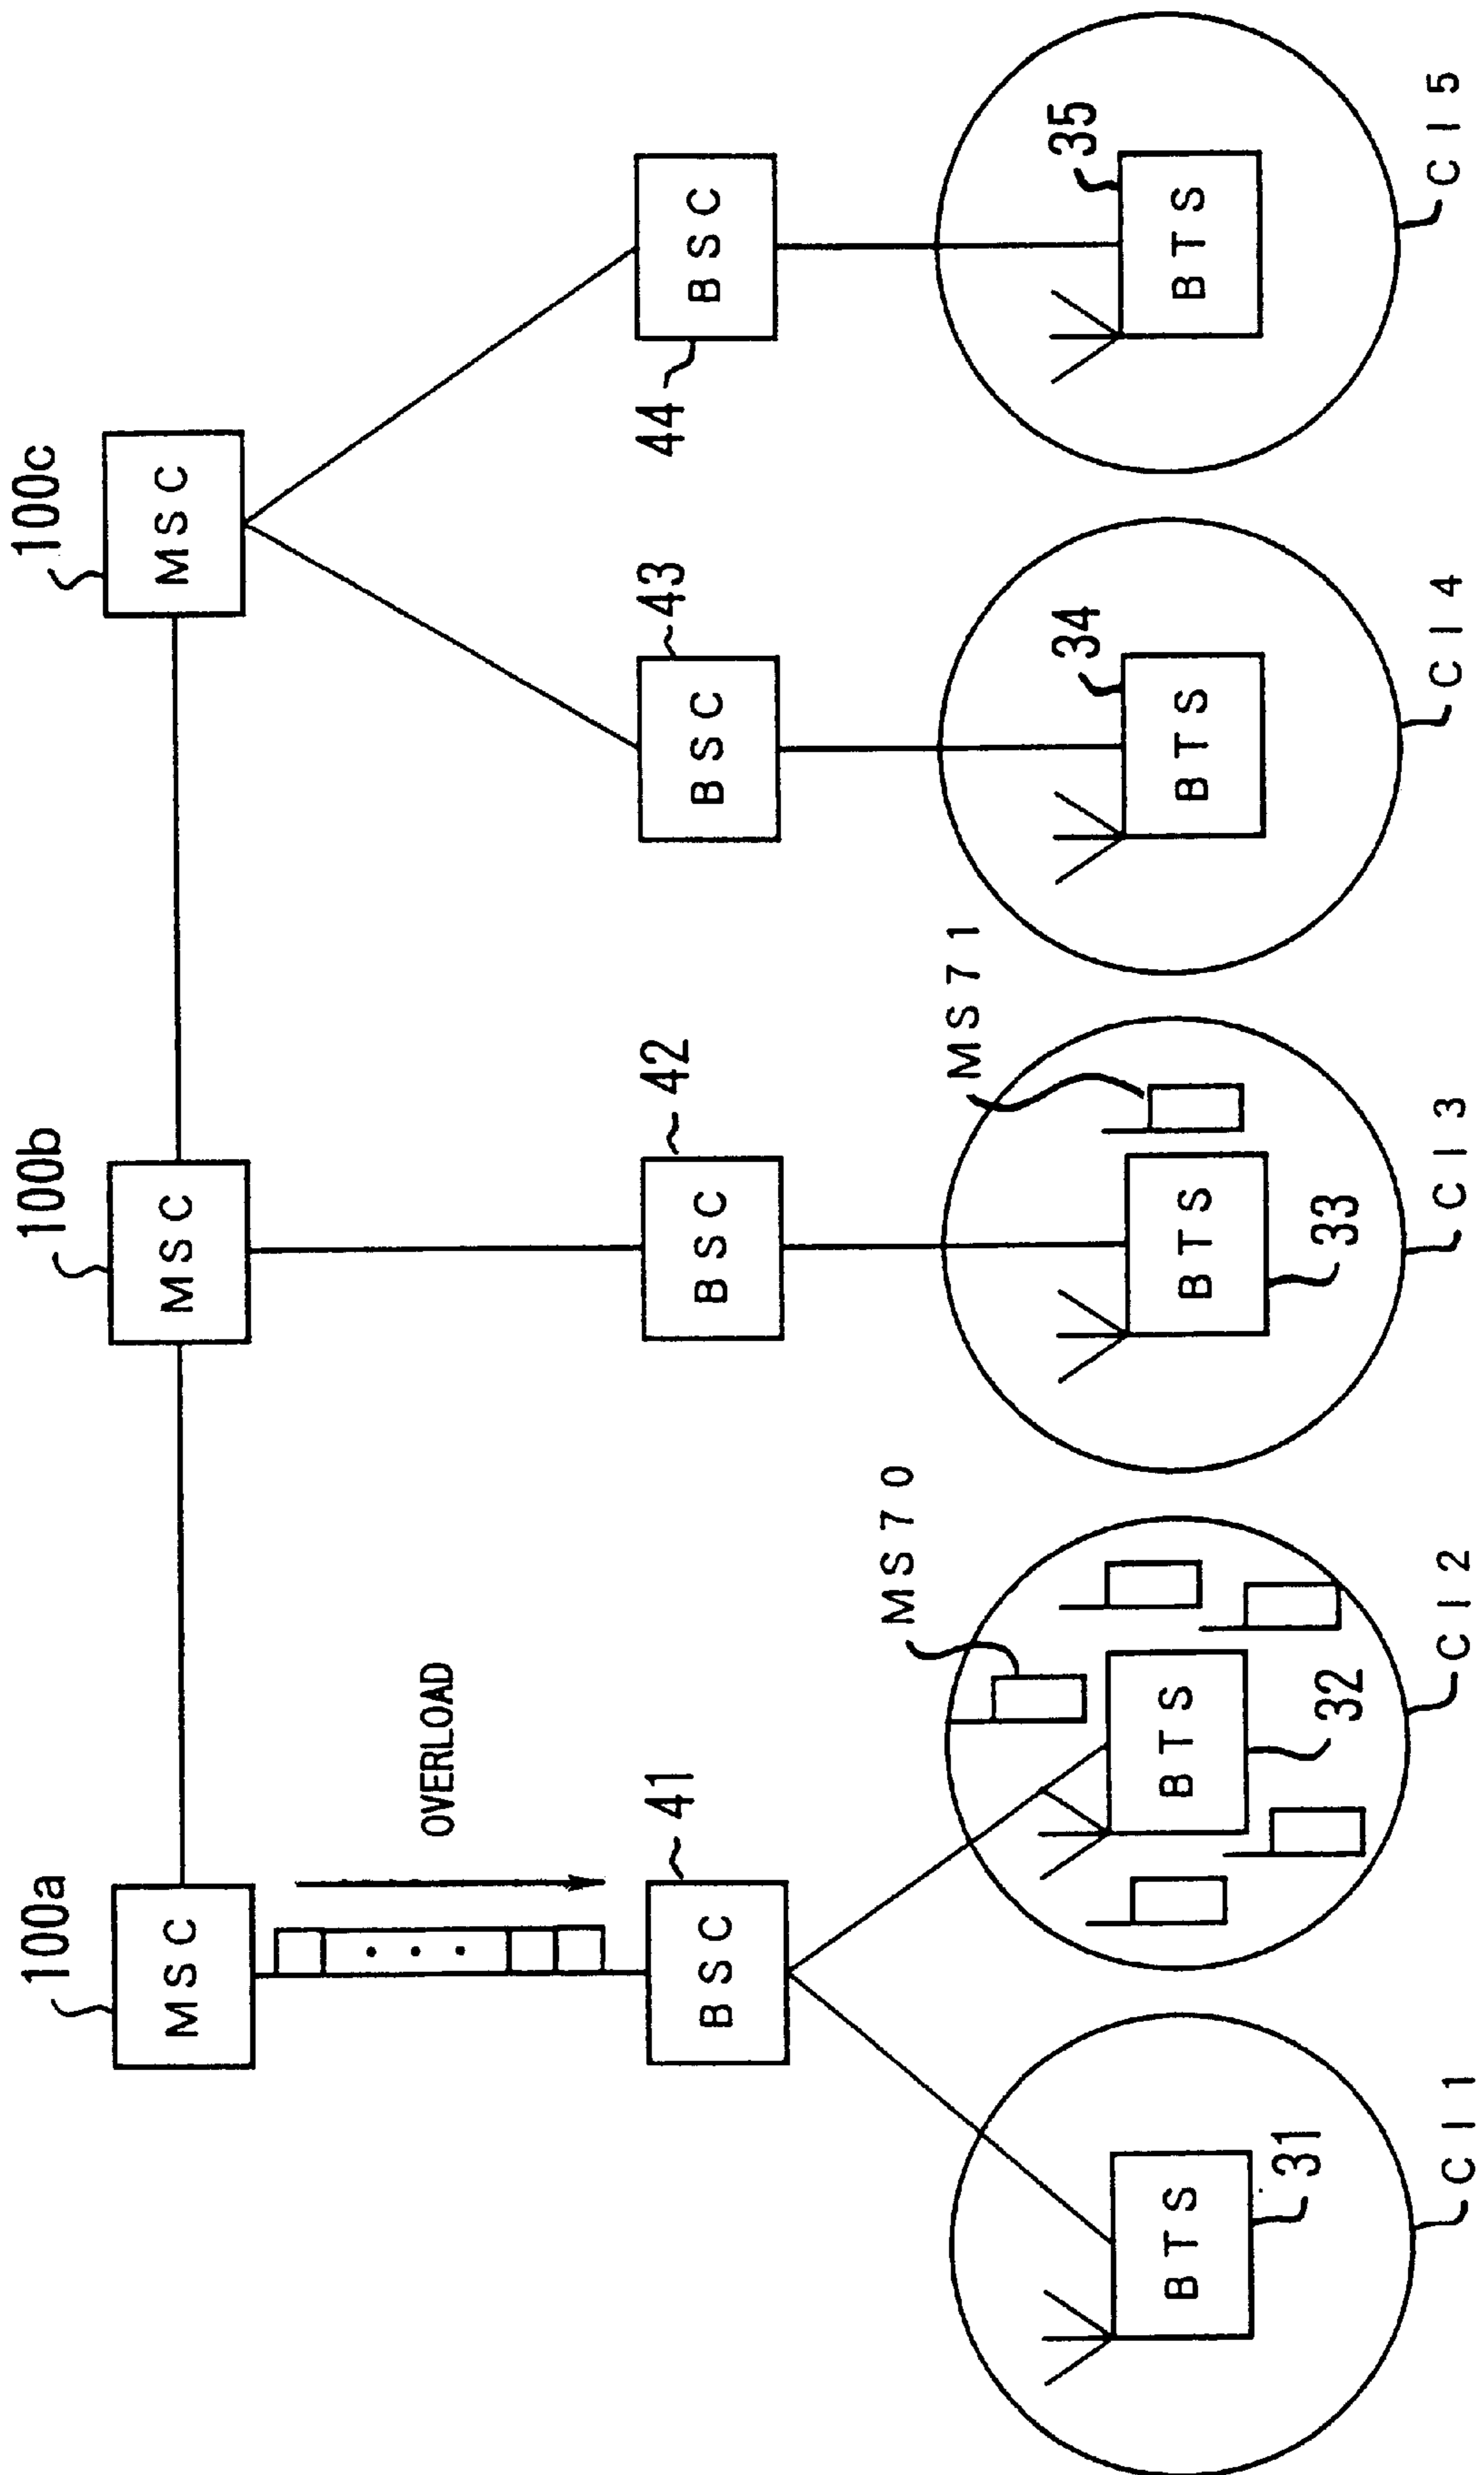 100a
100b
100c
MSC
MSC
MSC
OVERLOAD
41
42
43
44
BSC
BSC
BSC
BSC
MS70
MS71
34
35
BTS
BTS
BTS
BTS
BTS
31
32
33
C11
C12
C13
C14
C15